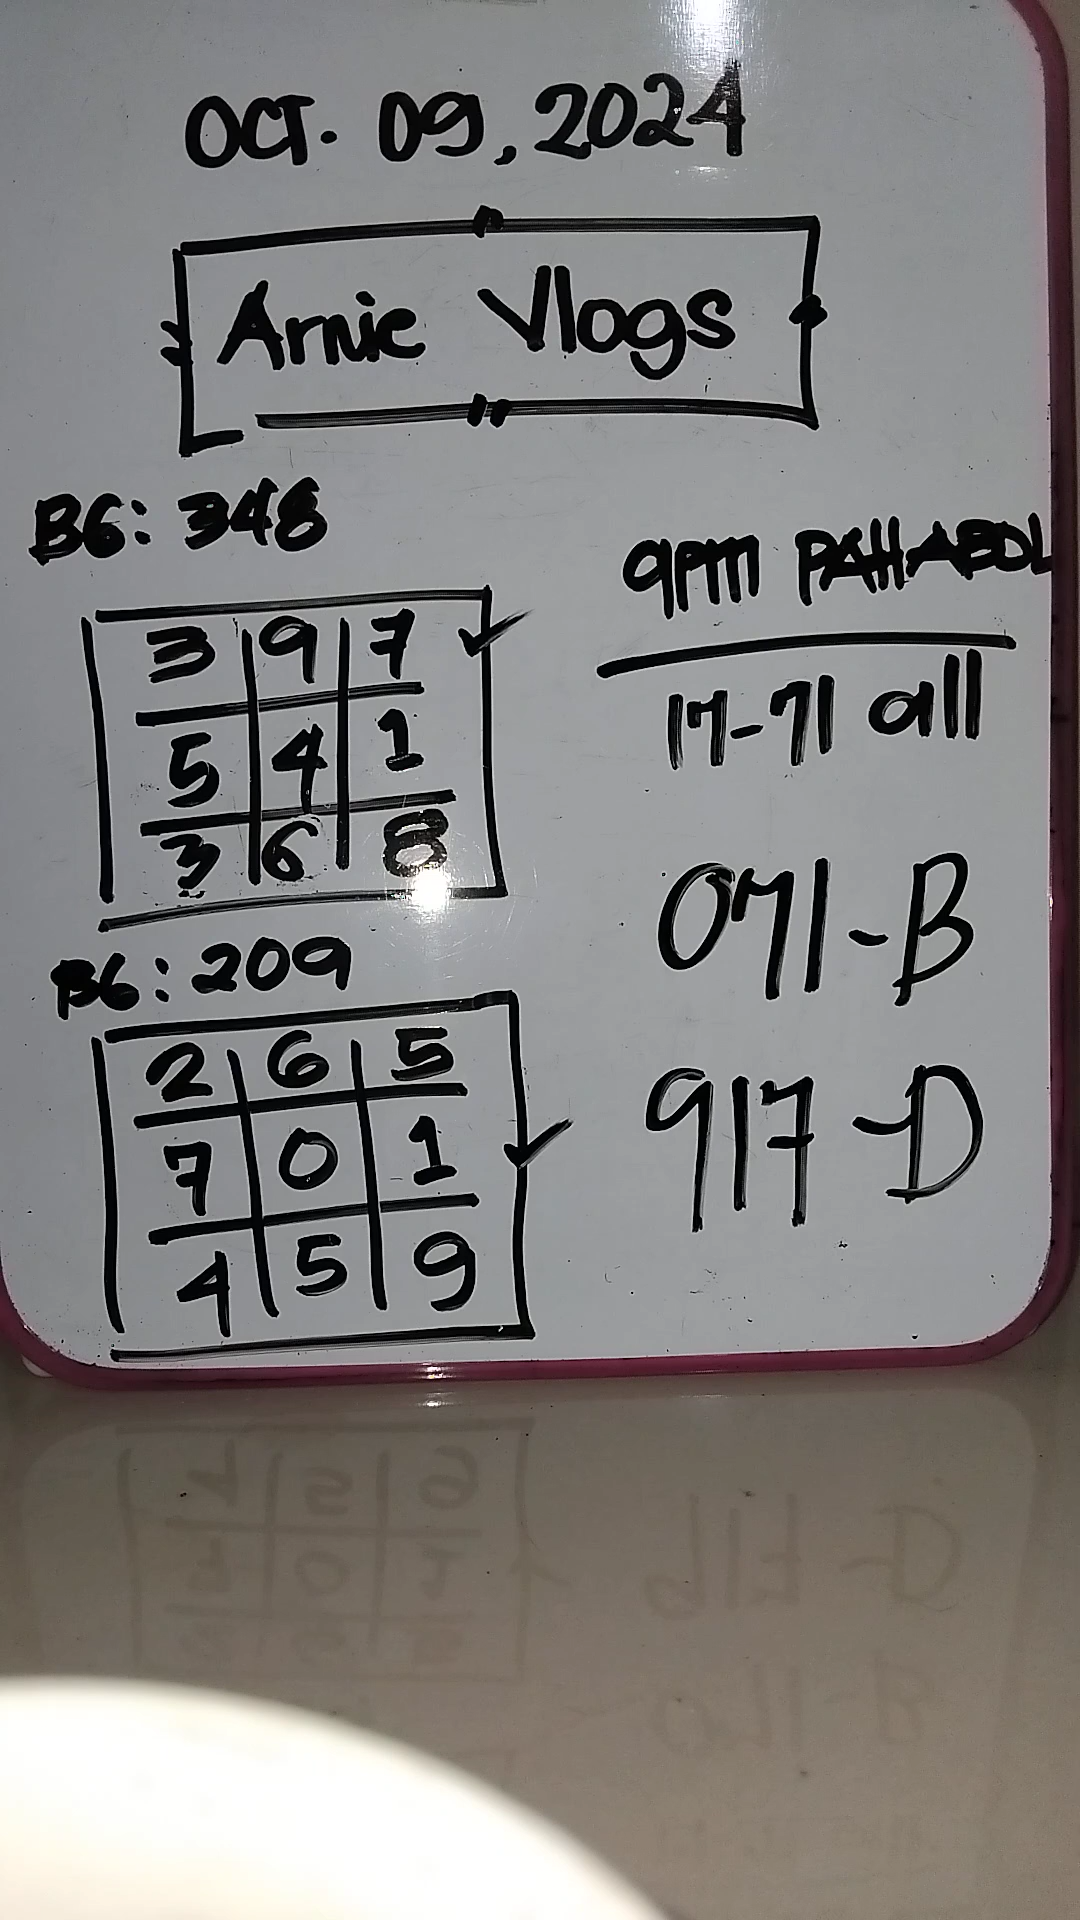 OCT. 09, 2024
Arnie Vlogs
B6: 348
3 9 7
5 4 1
3 6 8
B6: 209
2 6 5
7 0 1
4 5 9
9pm PAHABOL
17-71 all
071-B
917-D